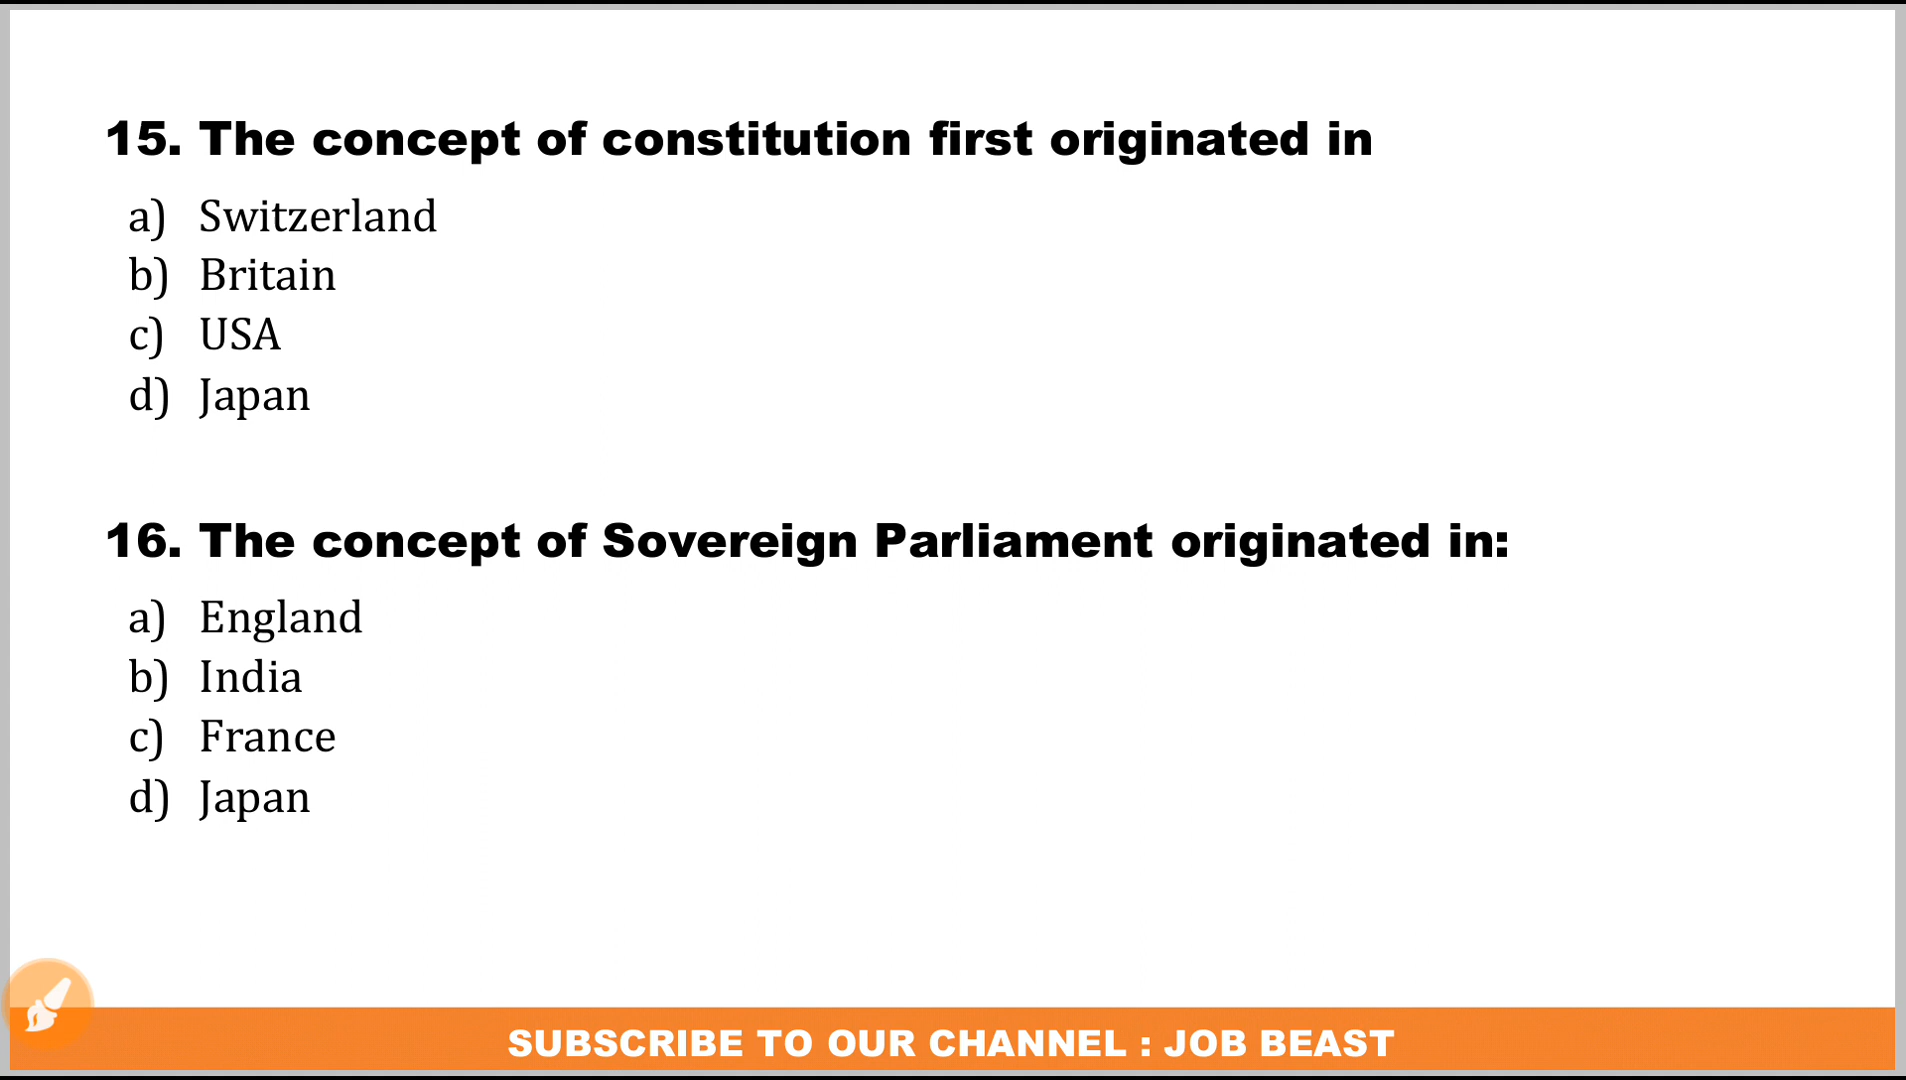 15. The concept of constitution first originated in
a) Switzerland
b) Britain
c) USA
d) Japan
16. The concept of Sovereign Parliament originated in:
a) England
b) India
c) France
d) Japan
SUBSCRIBE TO OUR CHANNEL : JOB BEAST